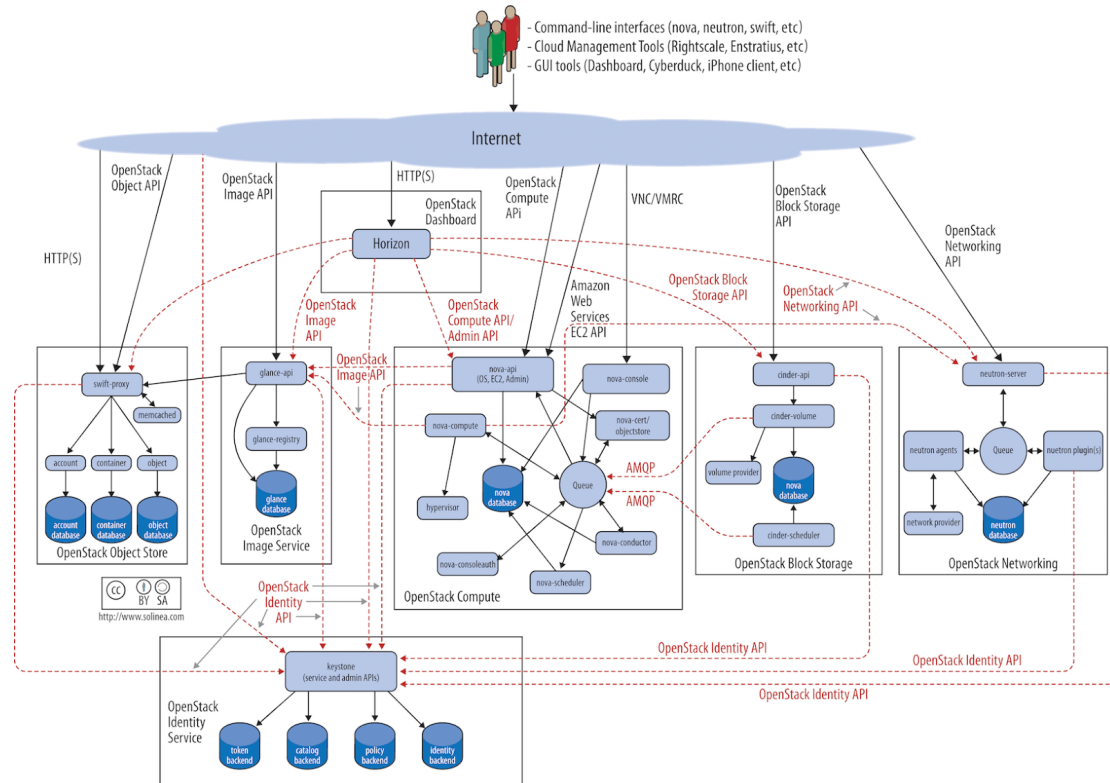 - Command-line interfaces (nova, neutron, swift, etc)
- Cloud Management Tools (Rightscale, Enstratius, etc)
- GUI tools (Dashboard, Cyberduck, iPhone client, etc)
Internet
OpenStack
Object API
OpenStack
Image API
HTTP(S)
OpenStack
Dashboard
Horizon
OpenStack
Compute
APi
VNC/VMRC
OpenStack
Block Storage
API
OpenStack
Networking
API
HTTP(S)
OpenStack
Image
API
OpenStack
Compute API/
Admin API
Amazon
Web
Services
EC2 API
OpenStack Block
Storage API
OpenStack
Networking API
OpenStack
Image API
swift-proxy
memcached
account
container
object
account
database
container
database
object
database
OpenStack Object Store
glance-api
glance-registry
glance
database
OpenStack
Image Service
nova-api
(OS, EC2, Admin)
nova-console
nova-compute
nova-cert/
objectstore
hypervisor
nova
database
Queue
nova-conductor
nova-consoleauth
nova-scheduler
OpenStack Compute
AMQP
AMQP
cinder-api
cinder-volume
volume provider
nova
database
cinder-scheduler
OpenStack Block Storage
neutron-server
neutron agents
Queue
nuetron plugin(s)
network provider
neutron
database
OpenStack Networking
CC
BY SA
http://www.solinea.com
OpenStack
Identity
API
OpenStack Identity API
OpenStack Identity API
OpenStack Identity API
keystone
(service and admin APIs)
OpenStack
Identity
Service
token
backend
catalog
backend
policy
backend
identity
backend